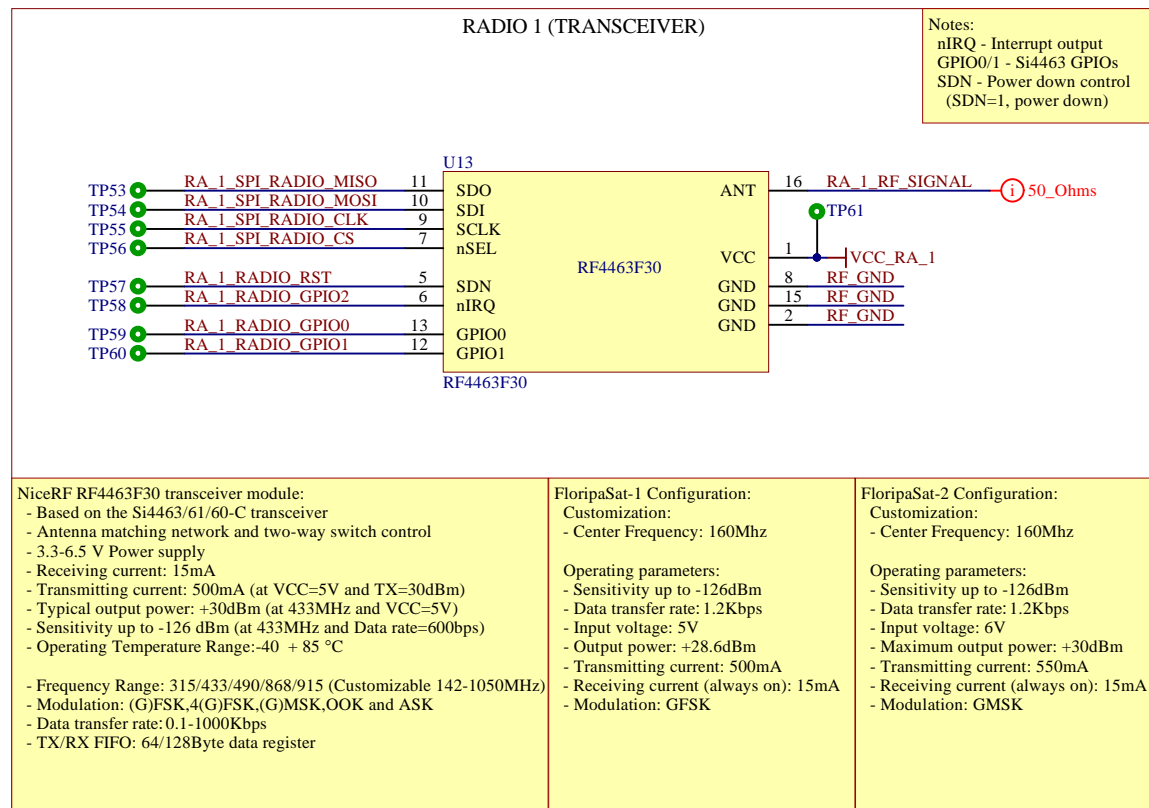 RADIO 1 (TRANSCEIVER)
Notes:
nIRQ - Interrupt output
GPIO0/1 - Si4463 GPIOs
SDN - Power down control
(SDN=1, power down)
U13
TP53 RA_1_SPI_RADIO_MISO 11 SDO
TP54 RA_1_SPI_RADIO_MOSI 10 SDI
TP55 RA_1_SPI_RADIO_CLK 9 SCLK
TP56 RA_1_SPI_RADIO_CS 7 nSEL
TP57 RA_1_RADIO_RST 5 SDN
TP58 RA_1_RADIO_GPIO2 6 nIRQ
TP59 RA_1_RADIO_GPIO0 13 GPIO0
TP60 RA_1_RADIO_GPIO1 12 GPIO1
RF4463F30
ANT 16 RA_1_RF_SIGNAL i 50_Ohms
TP61
VCC 1 VCC_RA_1
GND 8 RF_GND
GND 15 RF_GND
GND 2 RF_GND
RF4463F30
NiceRF RF4463F30 transceiver module:
- Based on the Si4463/61/60-C transceiver
- Antenna matching network and two-way switch control
- 3.3-6.5 V Power supply
- Receiving current: 15mA
- Transmitting current: 500mA (at VCC=5V and TX=30dBm)
- Typical output power: +30dBm (at 433MHz and VCC=5V)
- Sensitivity up to -126 dBm (at 433MHz and Data rate=600bps)
- Operating Temperature Range:-40 + 85 °C
- Frequency Range: 315/433/490/868/915 (Customizable 142-1050MHz)
- Modulation: (G)FSK,4(G)FSK,(G)MSK,OOK and ASK
- Data transfer rate: 0.1-1000Kbps
- TX/RX FIFO: 64/128Byte data register
FloripaSat-1 Configuration:
Customization:
- Center Frequency: 160Mhz
Operating parameters:
- Sensitivity up to -126dBm
- Data transfer rate: 1.2Kbps
- Input voltage: 5V
- Output power: +28.6dBm
- Transmitting current: 500mA
- Receiving current (always on): 15mA
- Modulation: GFSK
FloripaSat-2 Configuration:
Customization:
- Center Frequency: 160Mhz
Operating parameters:
- Sensitivity up to -126dBm
- Data transfer rate: 1.2Kbps
- Input voltage: 6V
- Maximum output power: +30dBm
- Transmitting current: 550mA
- Receiving current (always on): 15mA
- Modulation: GMSK